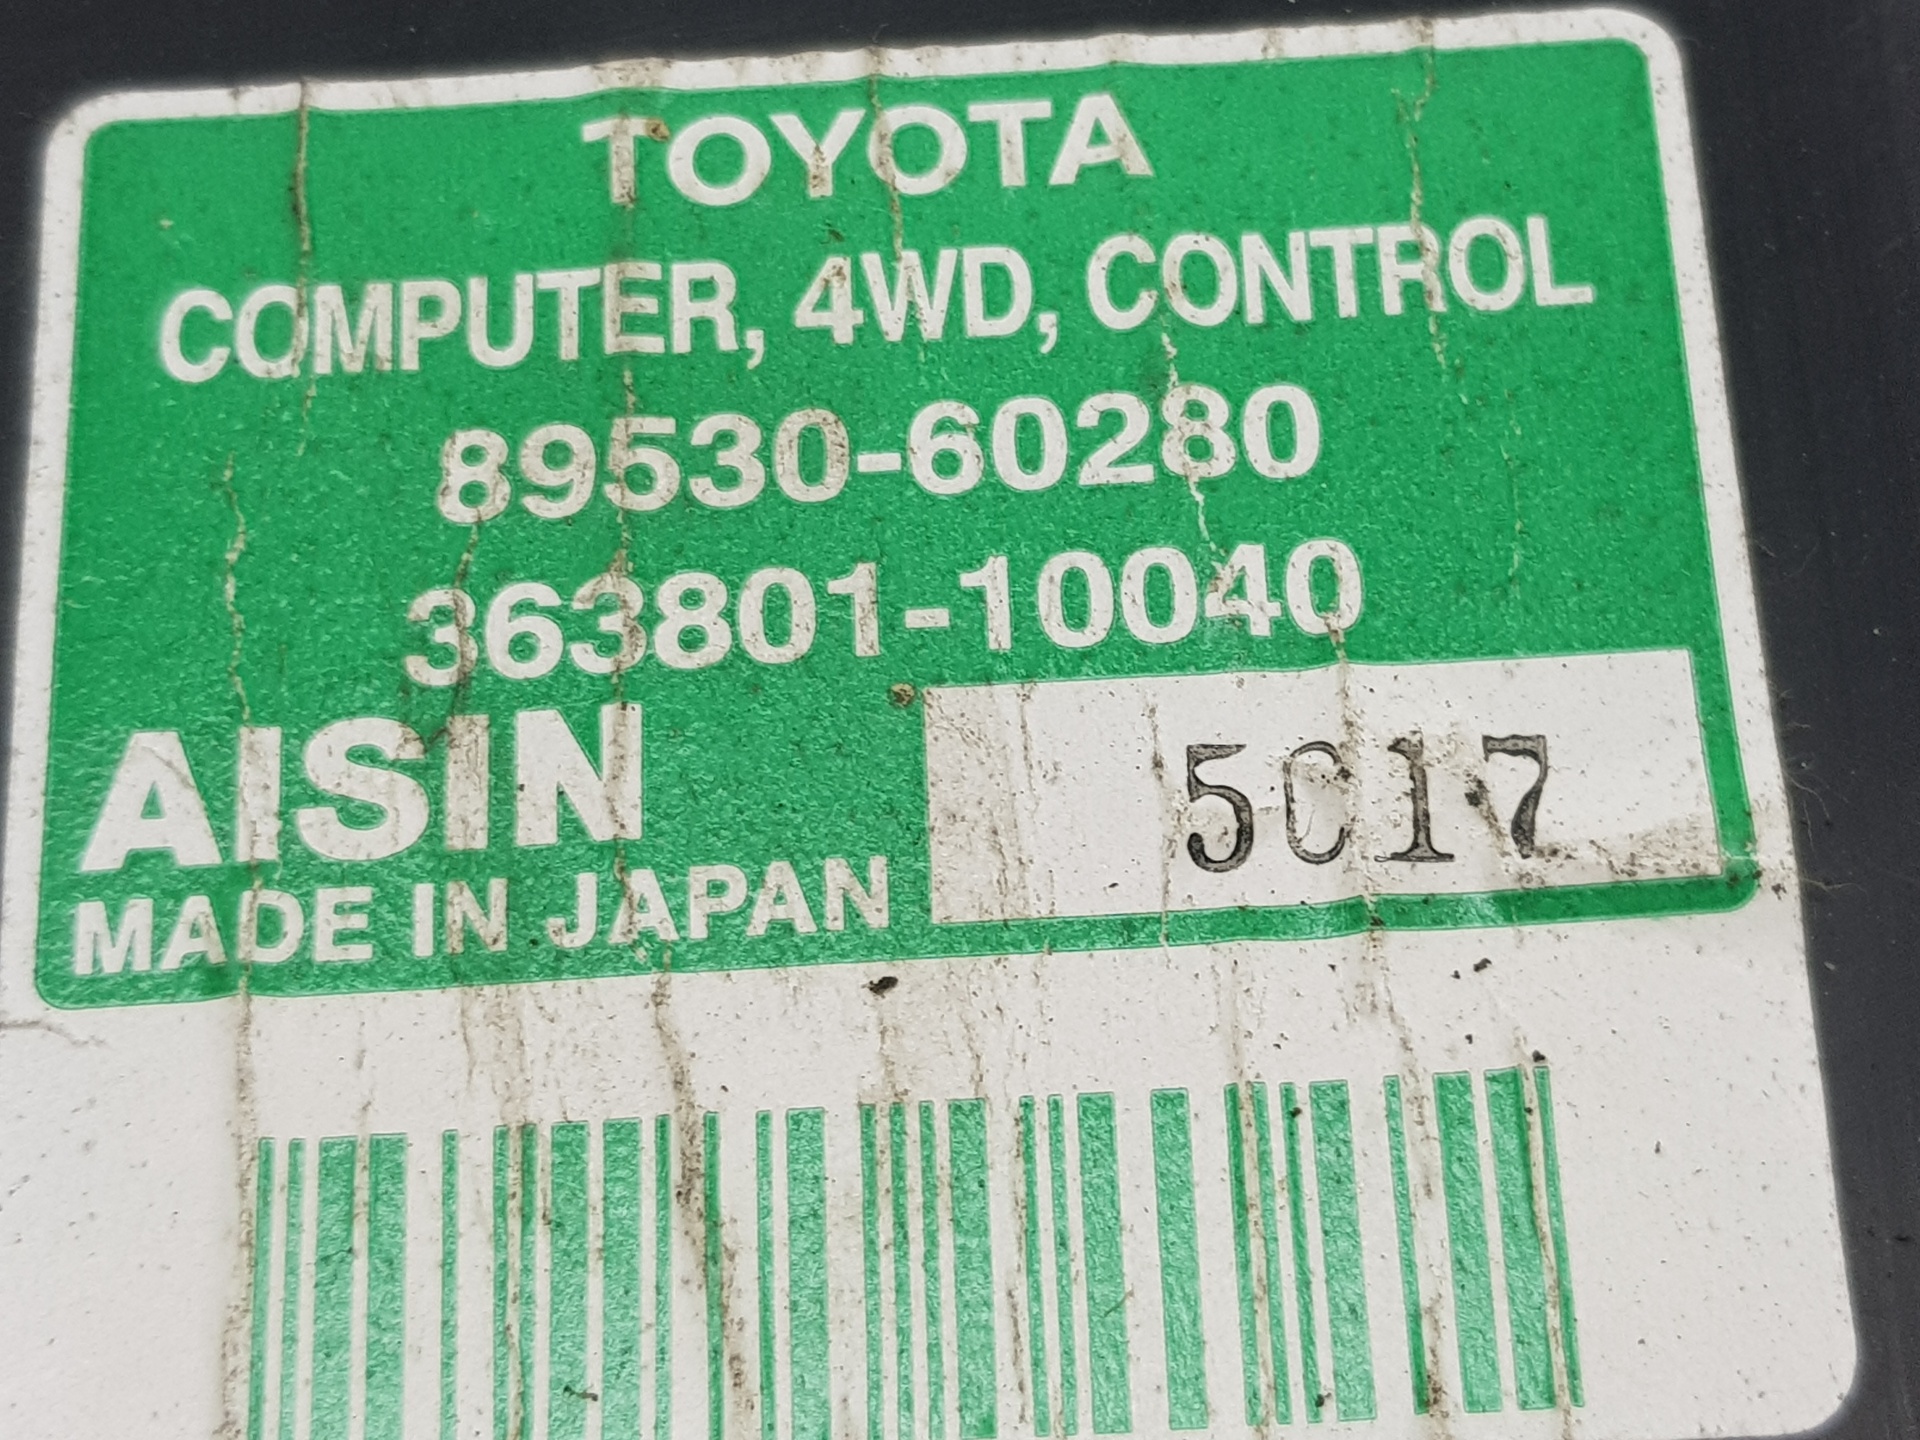 TOYOTA
COMPUTER, 4WD, CONTROL
89530-60280
363801-10040
AISIN
MADE IN JAPAN
5C17